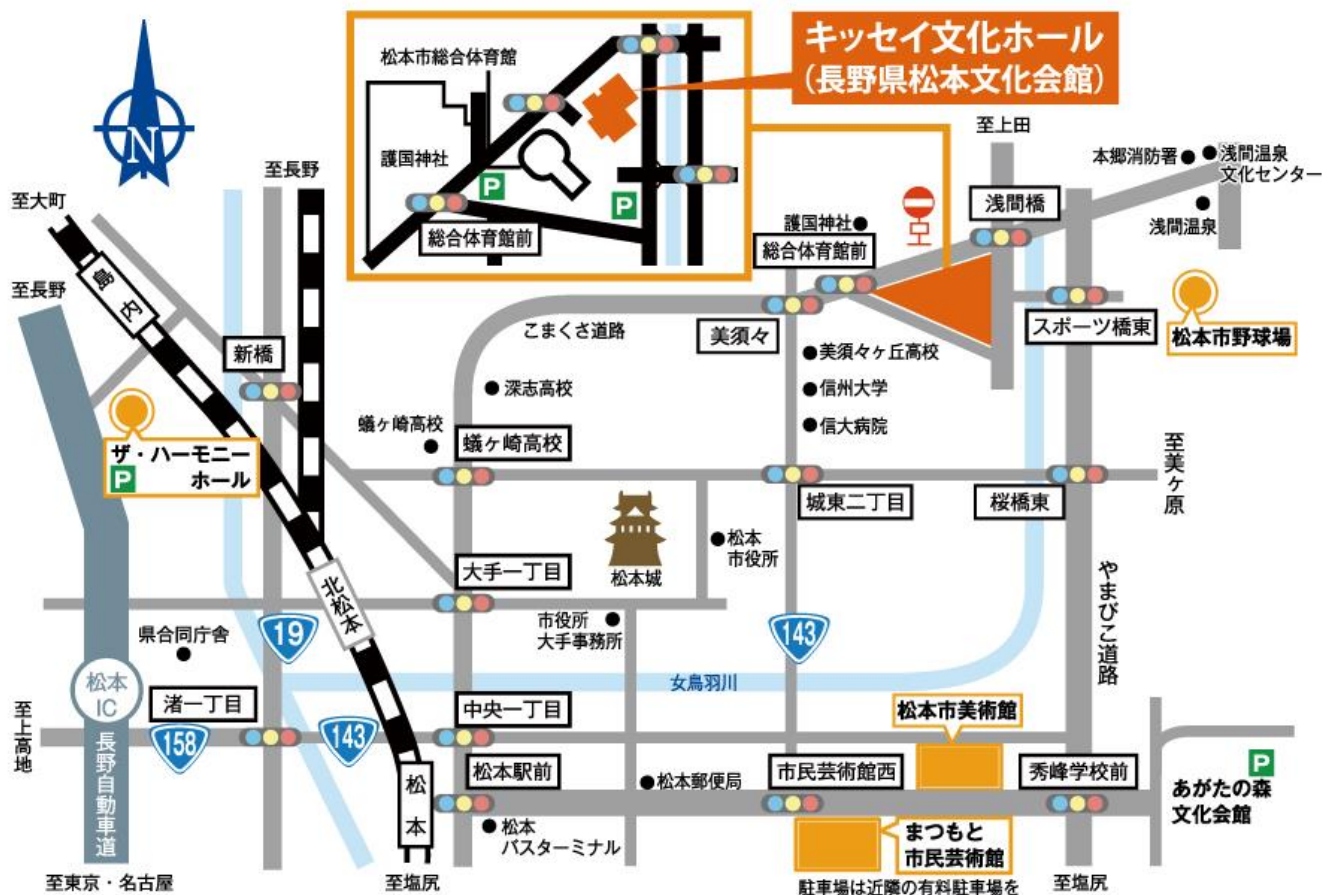 キッセイ文化ホール
(長野県松本文化会館)
松本市総合体育館
護国神社
P
P
総合体育館前
N
至長野
至大町
至長野
島内
新橋
ザ・ハーモニー
P ホール
至上田
本郷消防署
浅間温泉
文化センター
浅間橋
浅間温泉
護国神社
総合体育館前
こまくさ道路
美須々
スポーツ橋東
松本市野球場
深志高校
美須々ヶ丘高校
信州大学
信大病院
蟻ヶ崎高校
蟻ヶ崎高校
城東二丁目
桜橋東
至美ヶ原
松本城
松本
市役所
大手一丁目
北松本
市役所
大手事務所
やまびこ道路
県合同庁舎
19
143
女鳥羽川
松本
IC
渚一丁目
158
143
中央一丁目
松本市美術館
至上高地
長野自動車道
松本
松本駅前
松本郵便局
市民芸術館西
秀峰学校前
P
あがたの森
文化会館
松本
バスターミナル
まつもと
市民芸術館
至東京・名古屋
至塩尻
駐車場は近隣の有料駐車場を
至塩尻